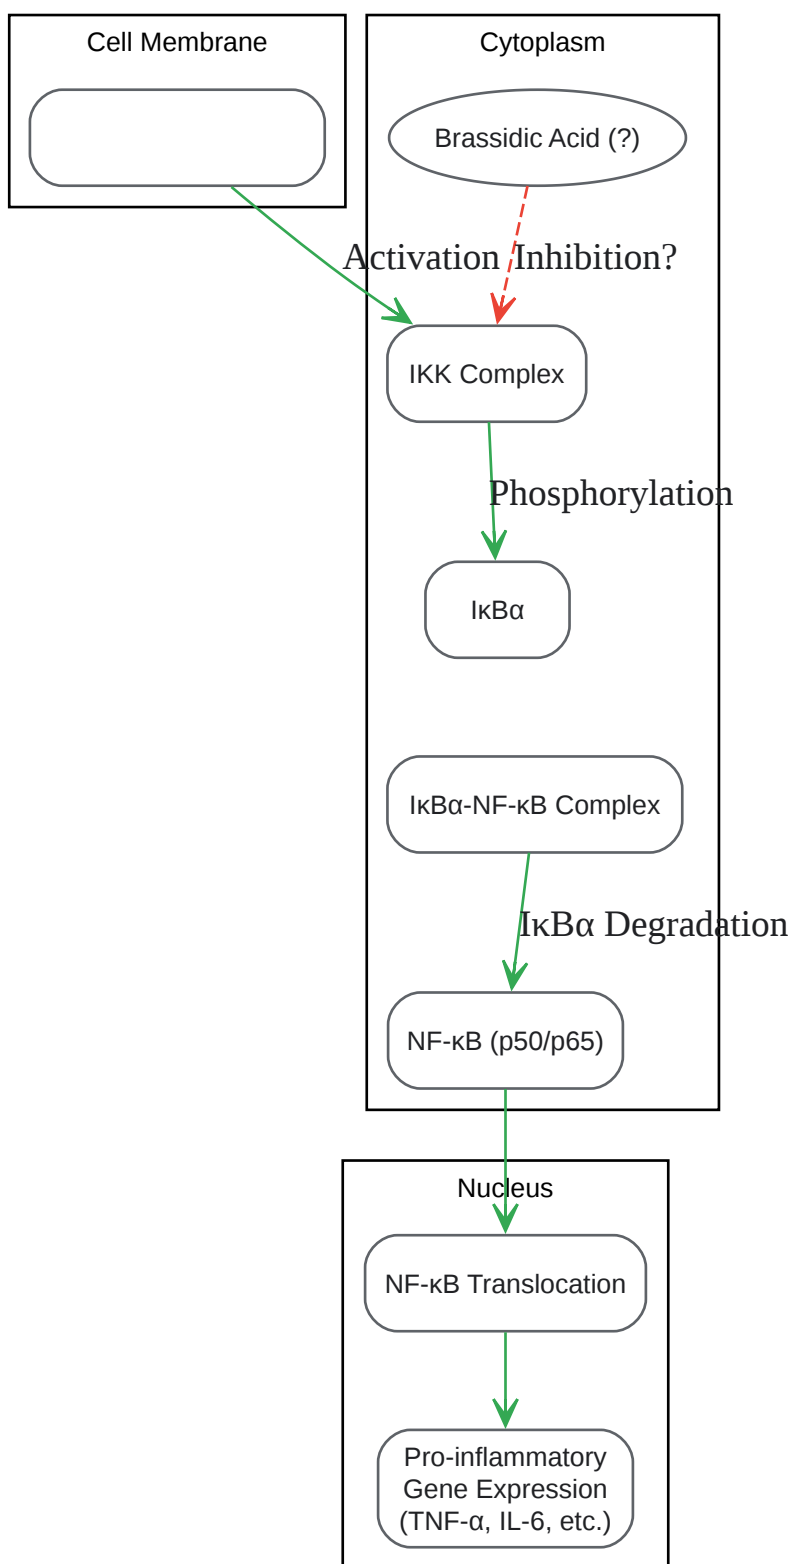 Cell Membrane
Cytoplasm
Brassidic Acid (?)
Activation
Inhibition?
IKK Complex
Phosphorylation
IκBα
IκBα-NF-κB Complex
IκBα Degradation
NF-κB (p50/p65)
Nucleus
NF-κB Translocation
Pro-inflammatory
Gene Expression
(TNF-α, IL-6, etc.)